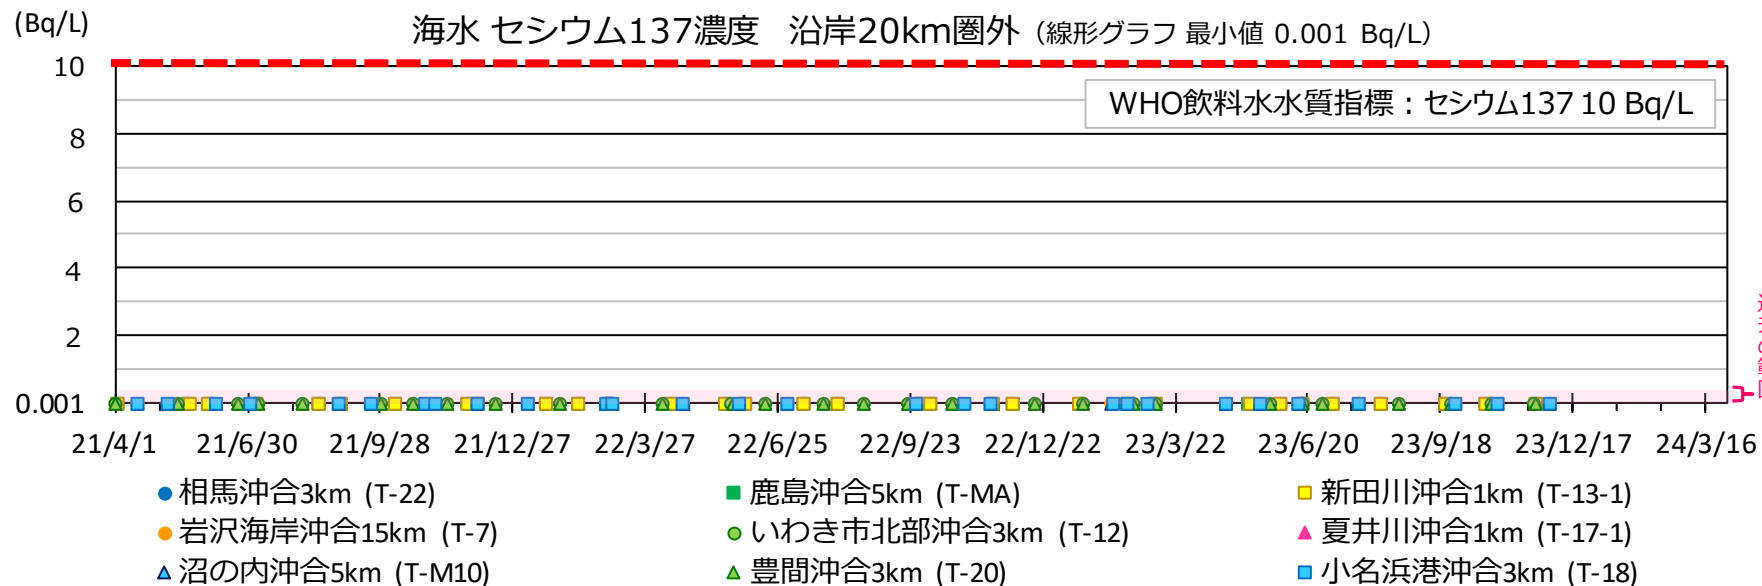 (Bq/L)
海水 セシウム137濃度 沿岸20km圏外 (線形グラフ 最小値 0.001 Bq/L)
10
WHO飲料水水質指標：セシウム137 10 Bq/L
8
6
4
2
0.001
21/4/1 21/6/30 21/9/28 21/12/27 22/3/27 22/6/25 22/9/23 22/12/22 23/3/22 23/6/20 23/9/18 23/12/17 24/3/16
相馬沖合3km (T-22) 鹿島沖合5km (T-MA) 新田川沖合1km (T-13-1)
岩沢海岸沖合15km (T-7) いわき市北部沖合3km (T-12) 夏井川沖合1km (T-17-1)
沼の内沖合5km (T-M10) 豊間沖合3km (T-20) 小名浜港沖合3km (T-18)